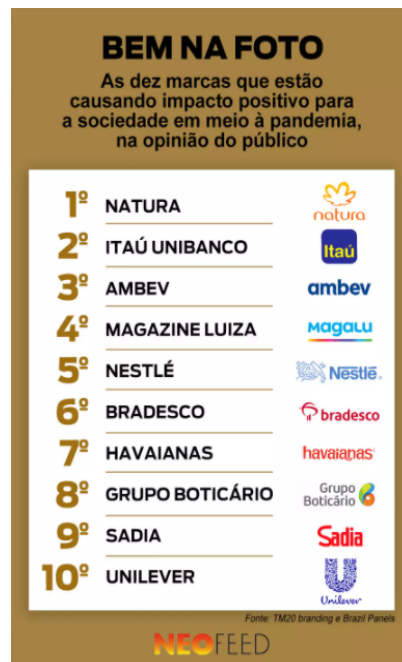 BEM NA FOTO
As dez marcas que estão
causando impacto positivo para
a sociedade em meio à pandemia,
na opinião do público
1º NATURA natura
2º ITAÚ UNIBANCO Itaú
3º AMBEV ambev
4º MAGAZINE LUIZA MAGALU
5º NESTLÉ Nestlé.
6º BRADESCO bradesco
7º HAVAIANAS havaianas
8º GRUPO BOTICÁRIO Grupo Boticário
9º SADIA Sadia
10º UNILEVER Unilever
Fonte: TM20 branding e Brazil Panels
NEOFEED